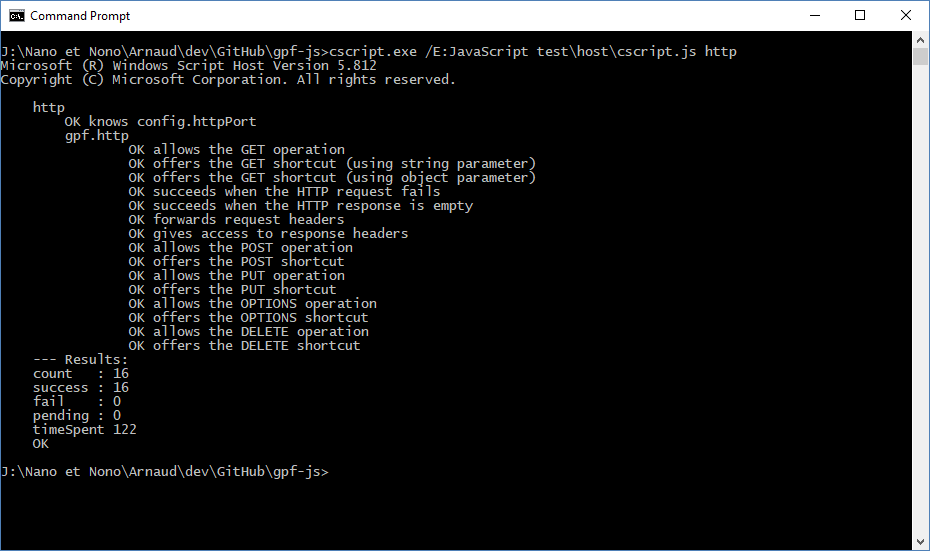 Command Prompt
J:\Nano et Nono\Arnaud\dev\GitHub\gpf-js>cscript.exe /E:JavaScript test\host\cscript.js http
Microsoft (R) Windows Script Host Version 5.812
Copyright (C) Microsoft Corporation. All rights reserved.
http
OK knows config.httpPort
gpf.http
OK allows the GET operation
OK offers the GET shortcut (using string parameter)
OK offers the GET shortcut (using object parameter)
OK succeeds when the HTTP request fails
OK succeeds when the HTTP response is empty
OK forwards request headers
OK gives access to response headers
OK allows the POST operation
OK offers the POST shortcut
OK allows the PUT operation
OK offers the PUT shortcut
OK allows the OPTIONS operation
OK offers the OPTIONS shortcut
OK allows the DELETE operation
OK offers the DELETE shortcut
--- Results:
count   : 16
success : 16
fail    : 0
pending : 0
timeSpent 122
OK
J:\Nano et Nono\Arnaud\dev\GitHub\gpf-js>